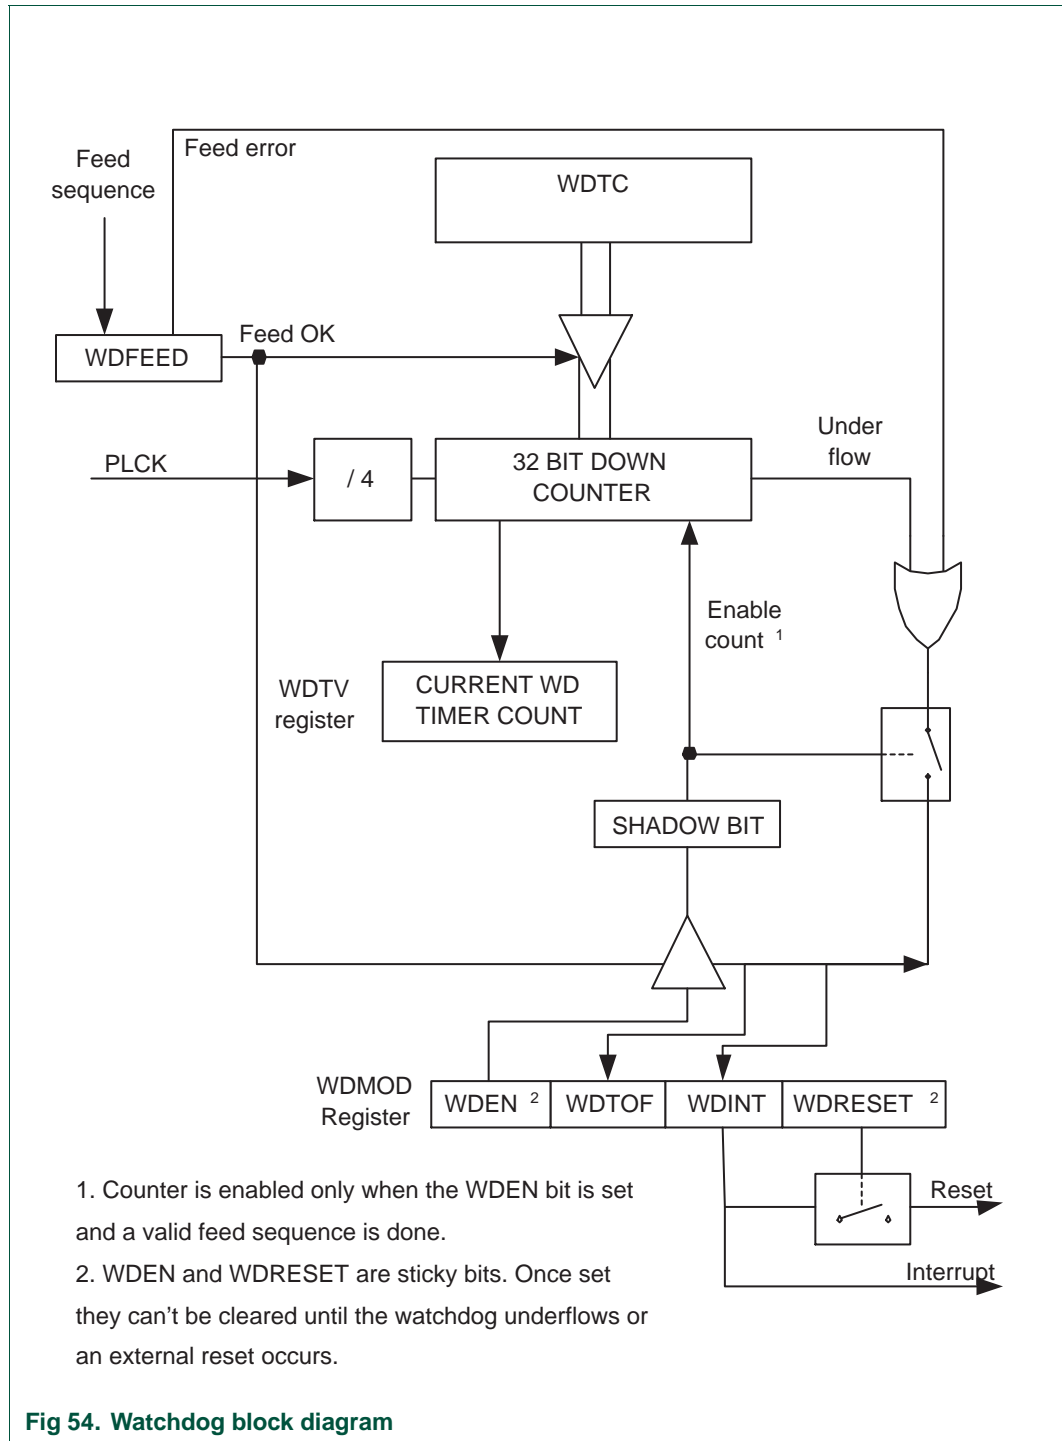 Feed error
Feed
sequence
WDTC
WDFEED
Feed OK
PLCK
/ 4
32 BIT DOWN
COUNTER
Under
flow
Enable
count 1
WDTV
register
CURRENT WD
TIMER COUNT
SHADOW BIT
WDMOD
Register
WDEN 2
WDTOF
WDINT
WDRESET 2
Reset
Interrupt
1. Counter is enabled only when the WDEN bit is set
and a valid feed sequence is done.
2. WDEN and WDRESET are sticky bits. Once set
they can’t be cleared until the watchdog underflows or
an external reset occurs.
Fig 54. Watchdog block diagram